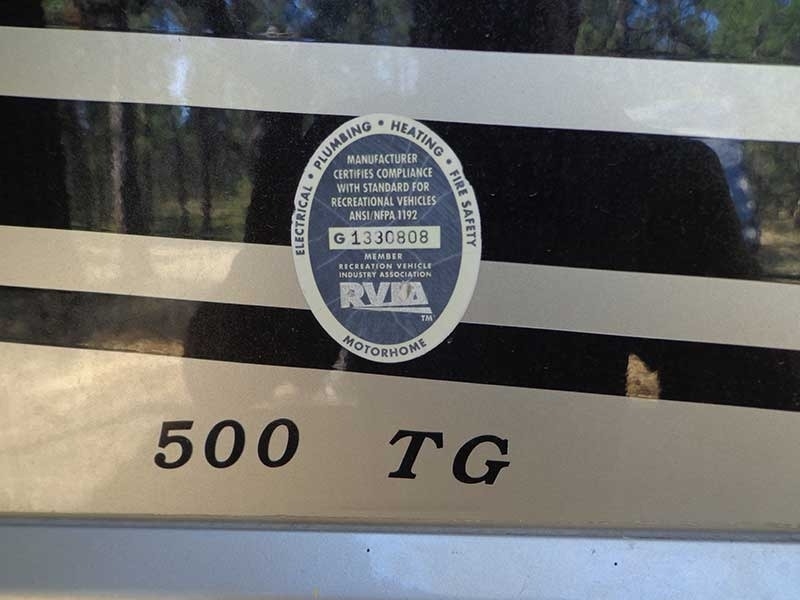 ELECTRICAL • PLUMBING • HEATING • FIRE SAFETY
MANUFACTURER
CERTIFIES COMPLIANCE
WITH STANDARD FOR
RECREATIONAL VEHICLES
ANSI/NFPA 1192
G 1330808
MEMBER
RECREATION VEHICLE
INDUSTRY ASSOCIATION
RVIA
TM
MOTORHOME
500 TG